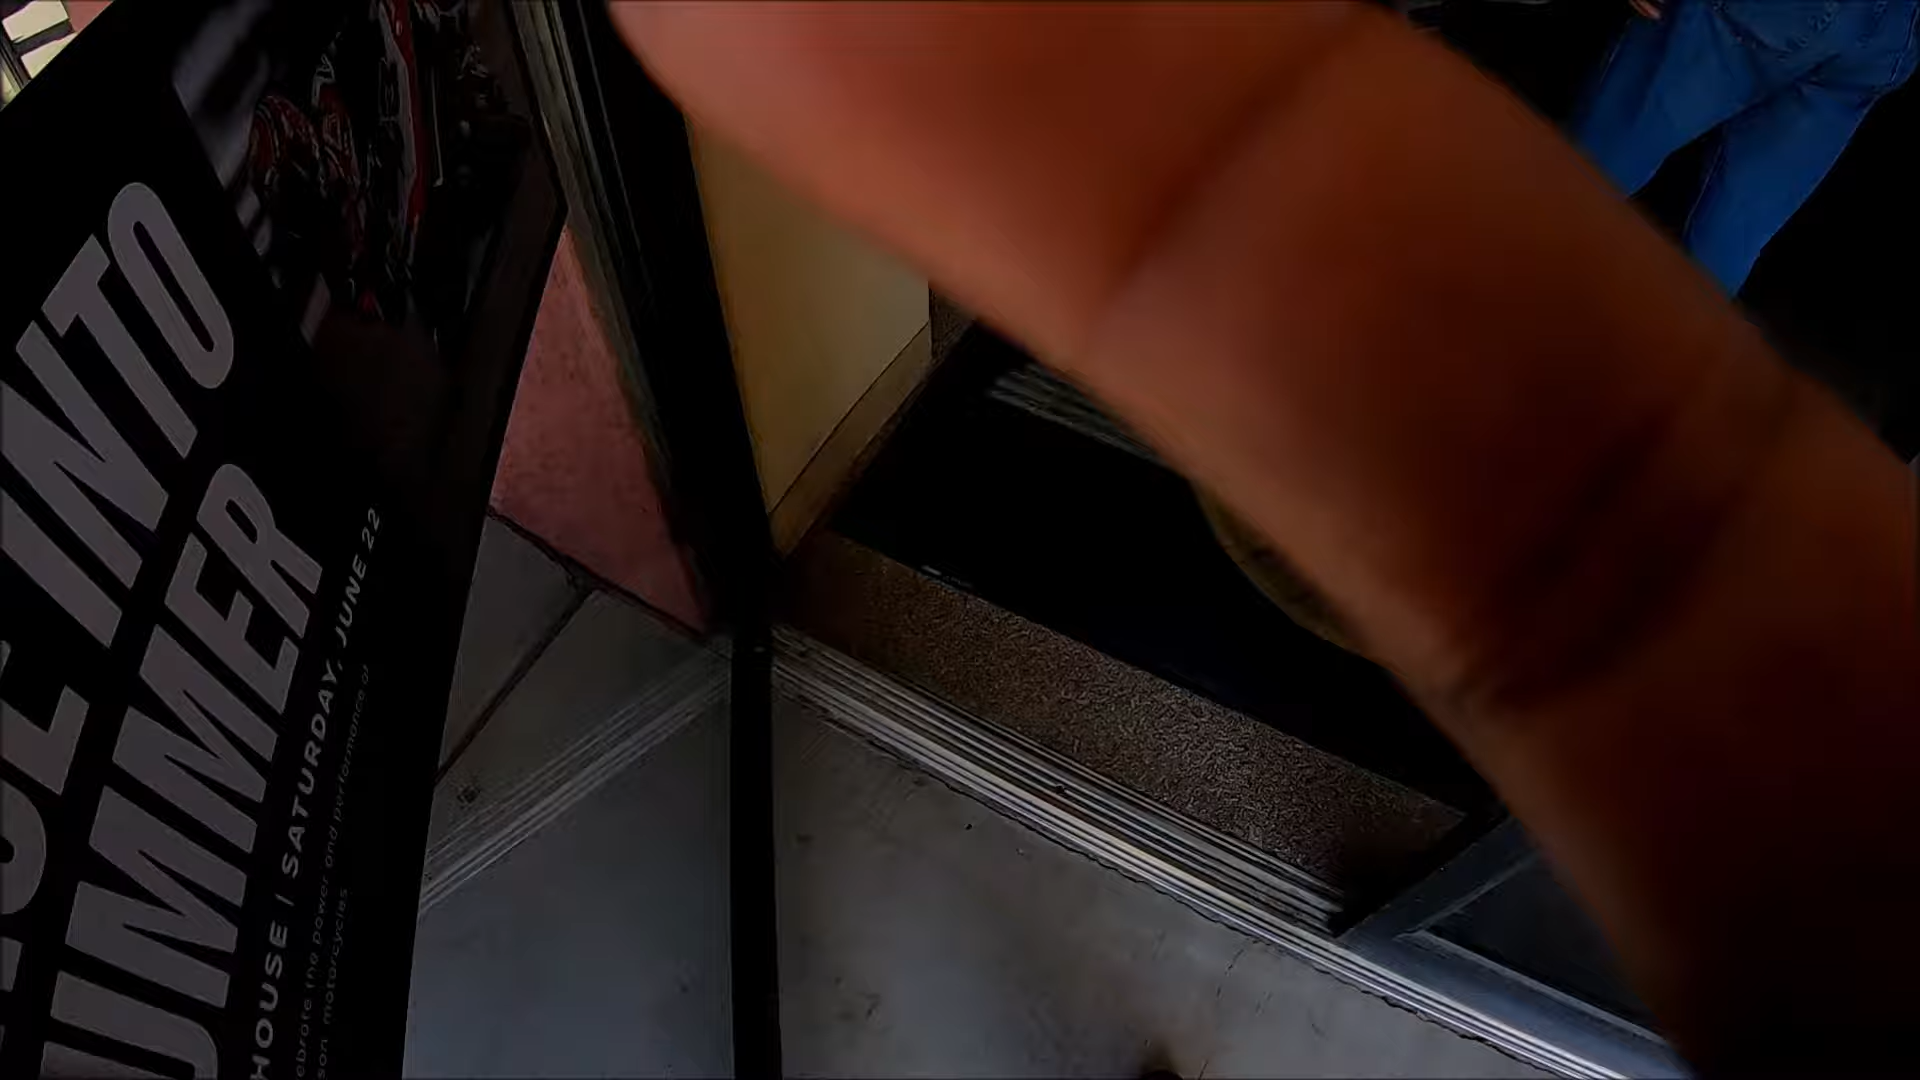 INTO
UMMER
HOUSE | SATURDAY, JUNE 22
ebrate the power and performance of
son motorcycles